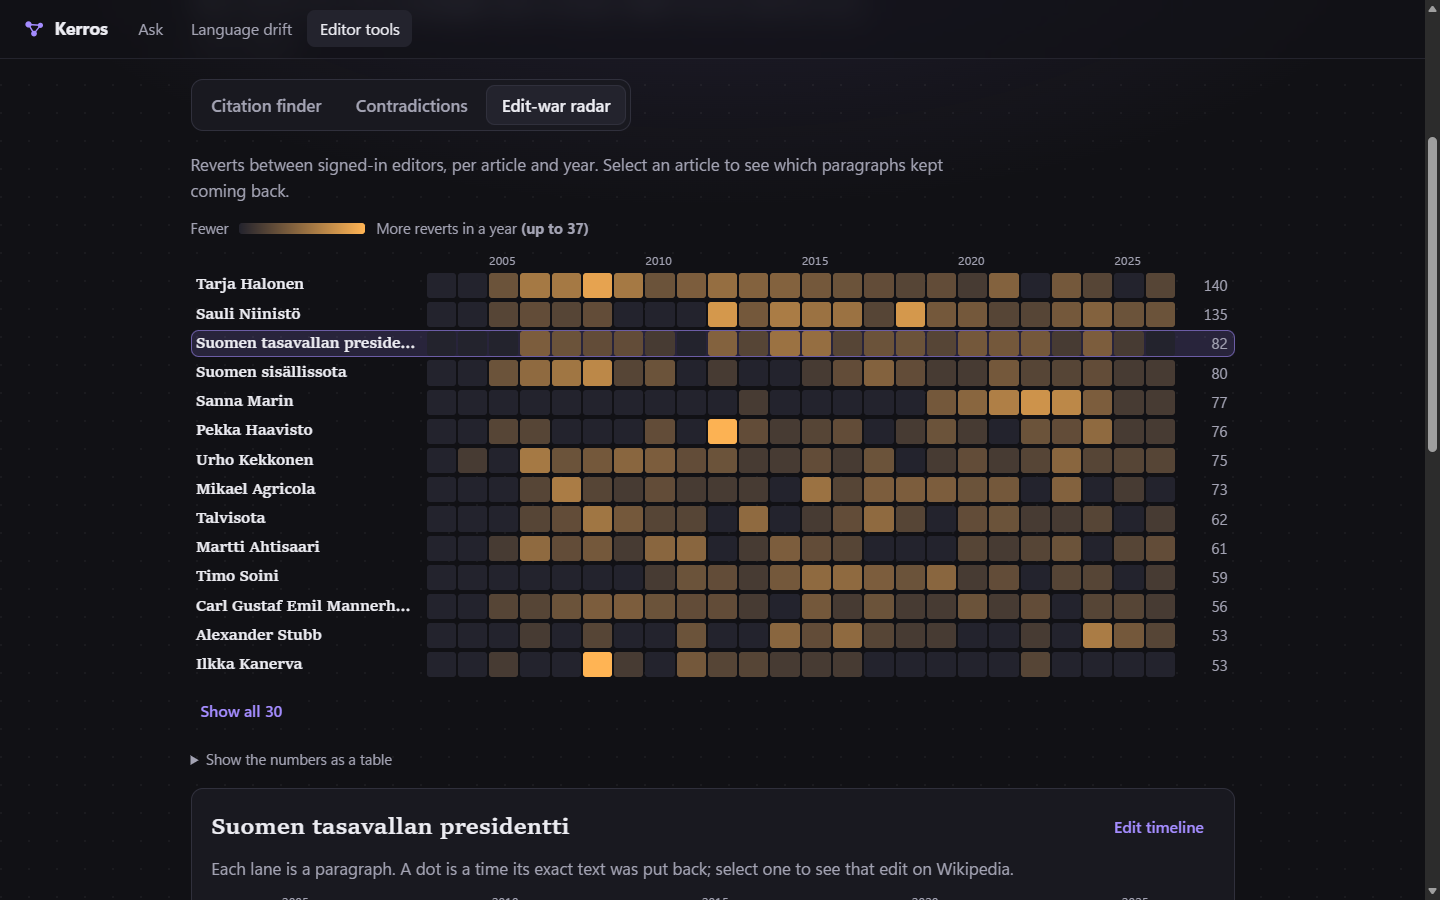 Kerros Ask Language drift Editor tools
Citation finder Contradictions Edit-war radar
Reverts between signed-in editors, per article and year. Select an article to see which paragraphs kept
coming back.
Fewer More reverts in a year (up to 37)
2005 2010 2015 2020 2025
Tarja Halonen 140
Sauli Niinistö 135
Suomen tasavallan preside... 82
Suomen sisällissota 80
Sanna Marin 77
Pekka Haavisto 76
Urho Kekkonen 75
Mikael Agricola 73
Talvisota 62
Martti Ahtisaari 61
Timo Soini 59
Carl Gustaf Emil Mannerh... 56
Alexander Stubb 53
Ilkka Kanerva 53
Show all 30
Show the numbers as a table
Suomen tasavallan presidentti Edit timeline
Each lane is a paragraph. A dot is a time its exact text was put back; select one to see that edit on Wikipedia.